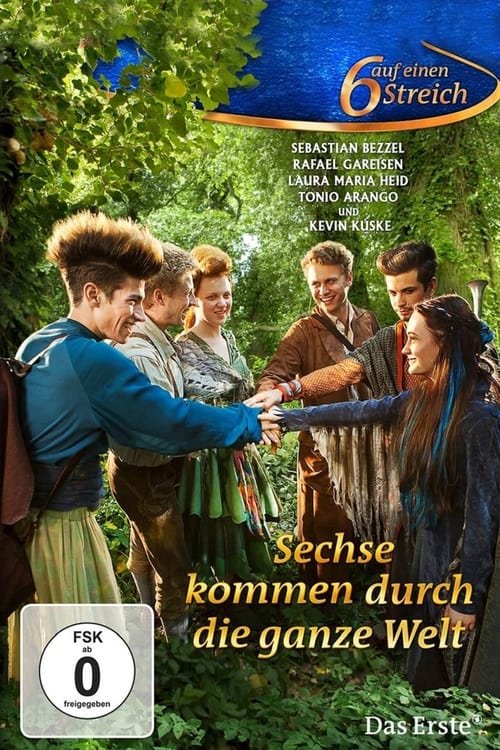 6 auf einen
Streich
SEBASTIAN BEZZEL
RAFAEL GAREISEN
LAURA MARIA HEID
TONIO ARANGO
UND
KEVIN KUSKE
Sechse
kommen durch
die ganze Welt
FSK
ab
0
freigegeben
Das Erste